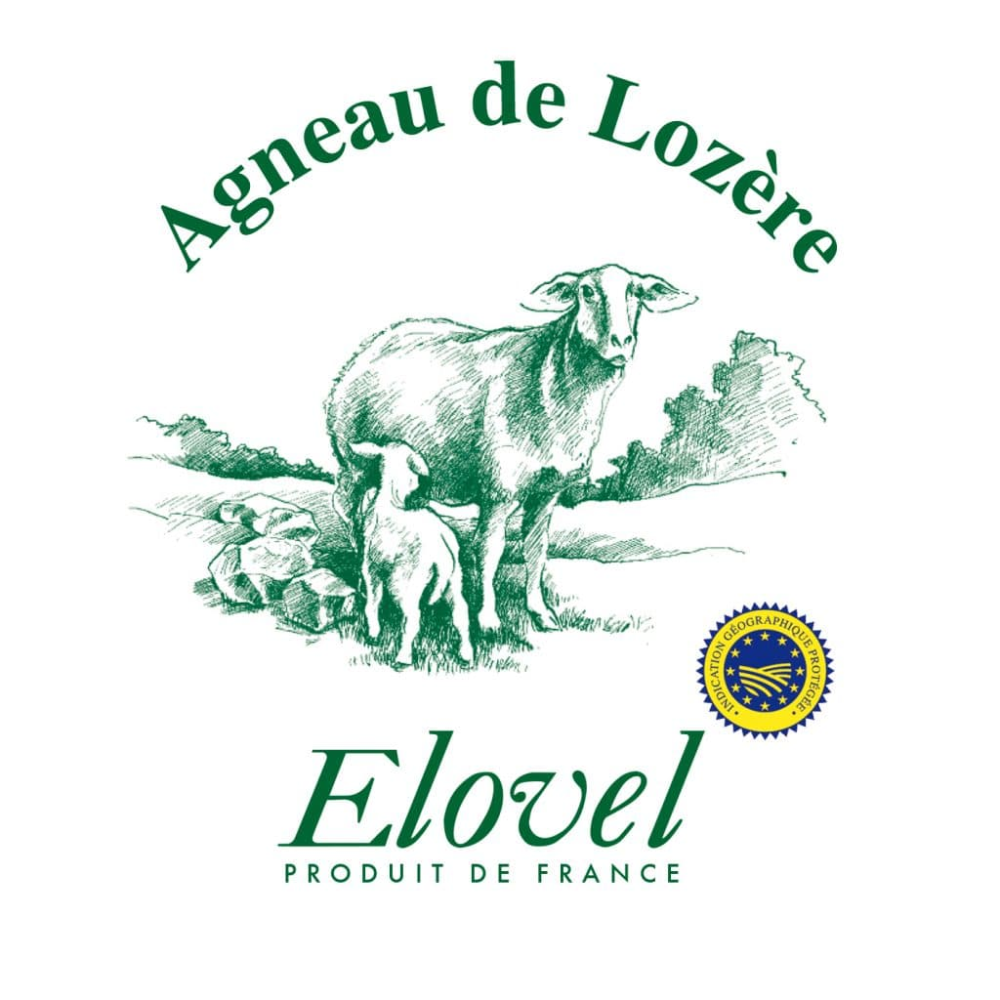 Agneau de Lozère
INDICATION GÉOGRAPHIQUE PROTÉGÉE
Elovel
PRODUIT DE FRANCE